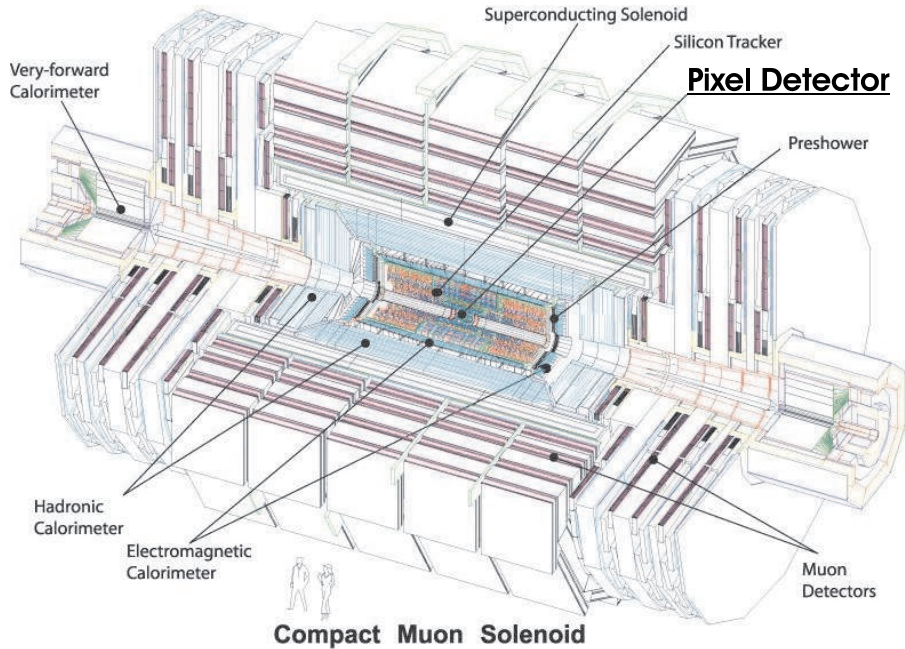 Superconducting Solenoid
Silicon Tracker
Very-forward
Calorimeter
Pixel Detector
Preshower
Hadronic
Calorimeter
Electromagnetic
Calorimeter
Muon
Detectors
Compact Muon Solenoid